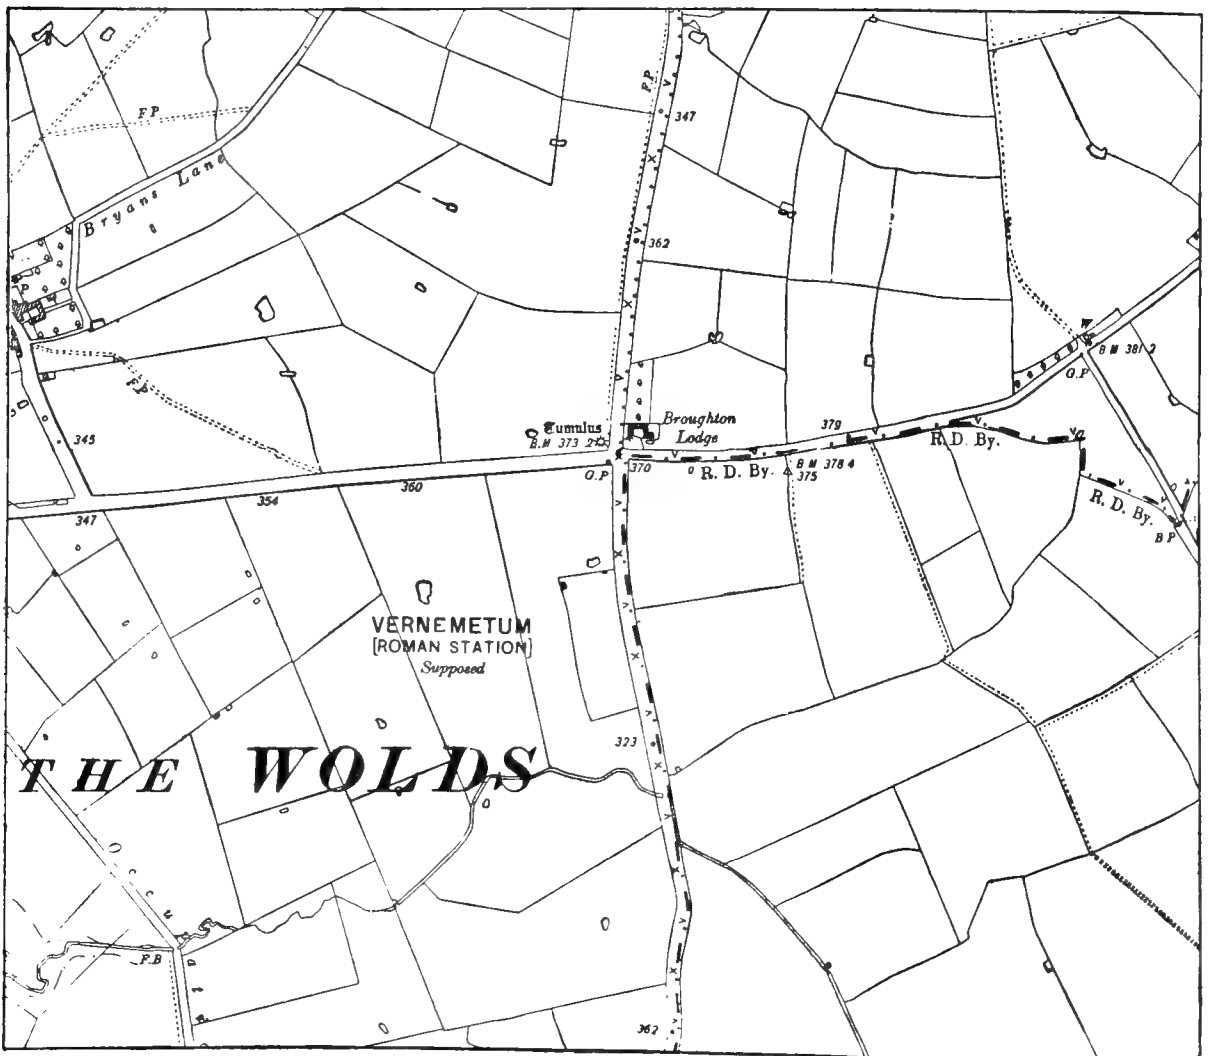 F P
F.P
347
Bryans Lane
362
P
W
W
B M 381·2
G.P
F.P
345
Tumulus
B.M 373·2
Broughton
Lodge
379
R. D. By.
370
R. D. By.
B M 378·4
375
G.P
360
354
347
R. D. By.
B P
VERNEMETUM
[ROMAN STATION]
Supposed
323
THE WOLDS
F.B
362